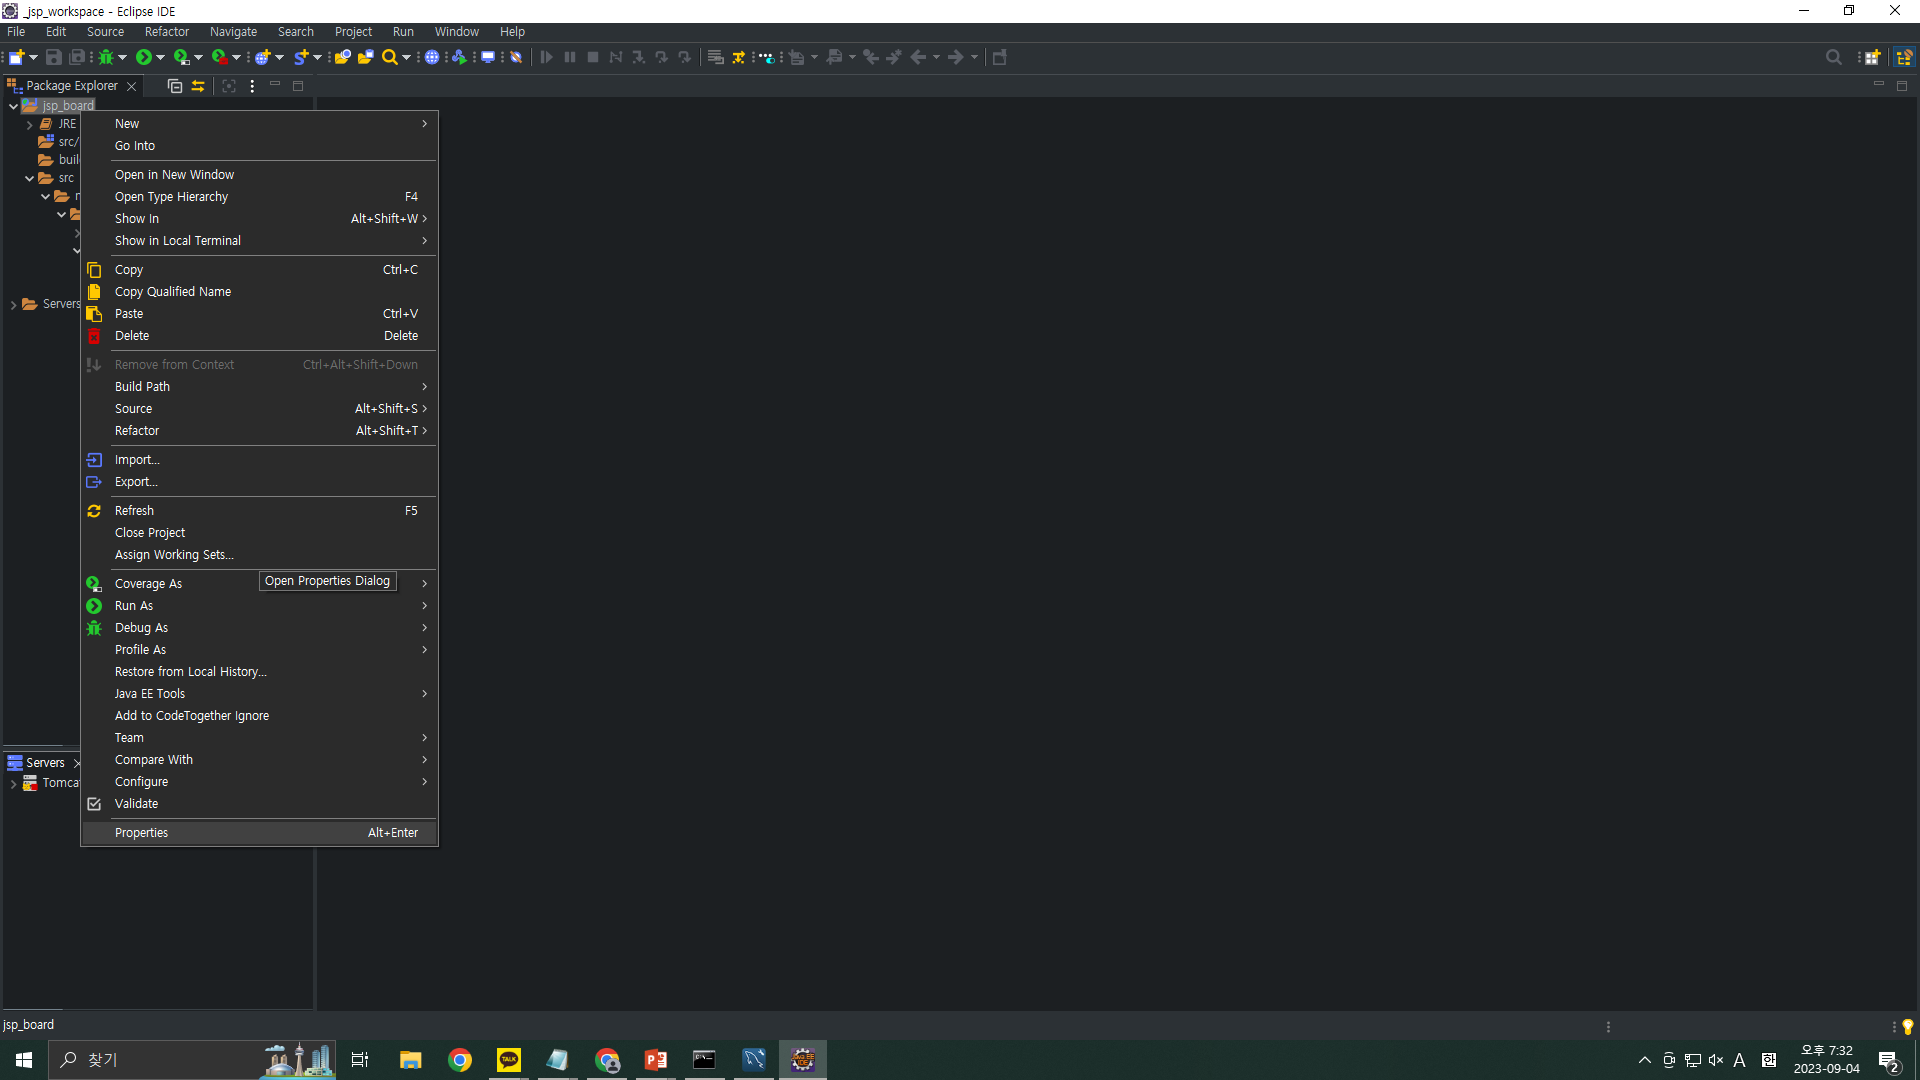 _jsp_workspace - Eclipse IDE
File Edit Source Refactor Navigate Search Project Run Window Help
Package Explorer
jsp_board
JRE
src/
buil
src
Servers
New
Go Into
Open in New Window
Open Type Hierarchy F4
Show In Alt+Shift+W
Show in Local Terminal
Copy Ctrl+C
Copy Qualified Name
Paste Ctrl+V
Delete Delete
Remove from Context Ctrl+Alt+Shift+Down
Build Path
Source Alt+Shift+S
Refactor Alt+Shift+T
Import...
Export...
Refresh F5
Close Project
Assign Working Sets...
Coverage As
Open Properties Dialog
Run As
Debug As
Profile As
Restore from Local History...
Java EE Tools
Add to CodeTogether Ignore
Team
Compare With
Configure
Validate
Properties Alt+Enter
Servers
Tomca
jsp_board
찾기
TALK
A
오후 7:32
2023-09-04
2